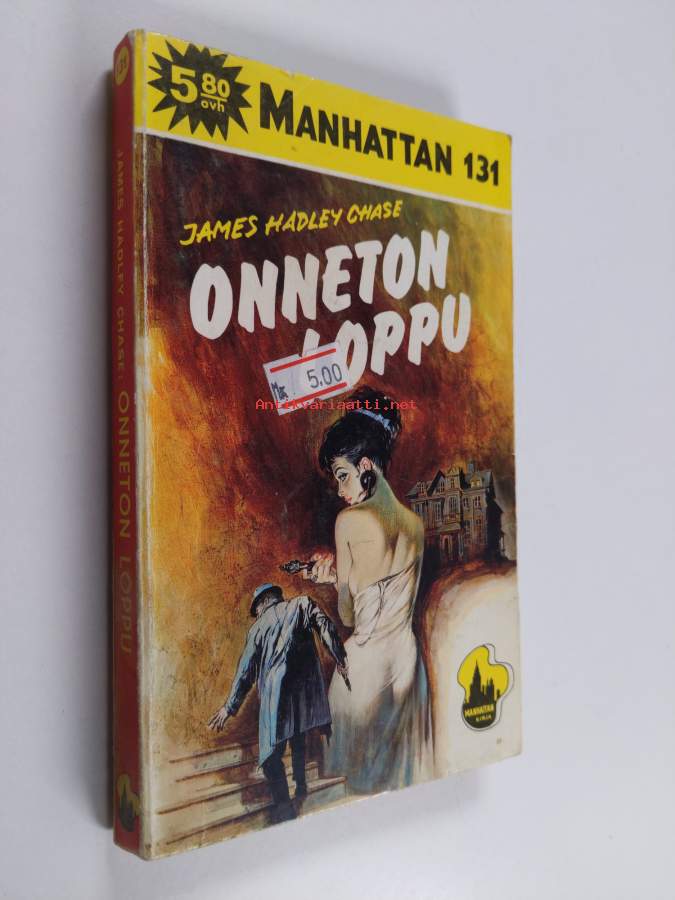 5 80
ovh
MANHATTAN 131
JAMES HADLEY CHASE
ONNETON
LOPPU
Mk. 5.00
Antikvariaatti.net
MANHATTAN
KIRJA
131
JAMES HADLEY CHASE ONNETON LOPPU